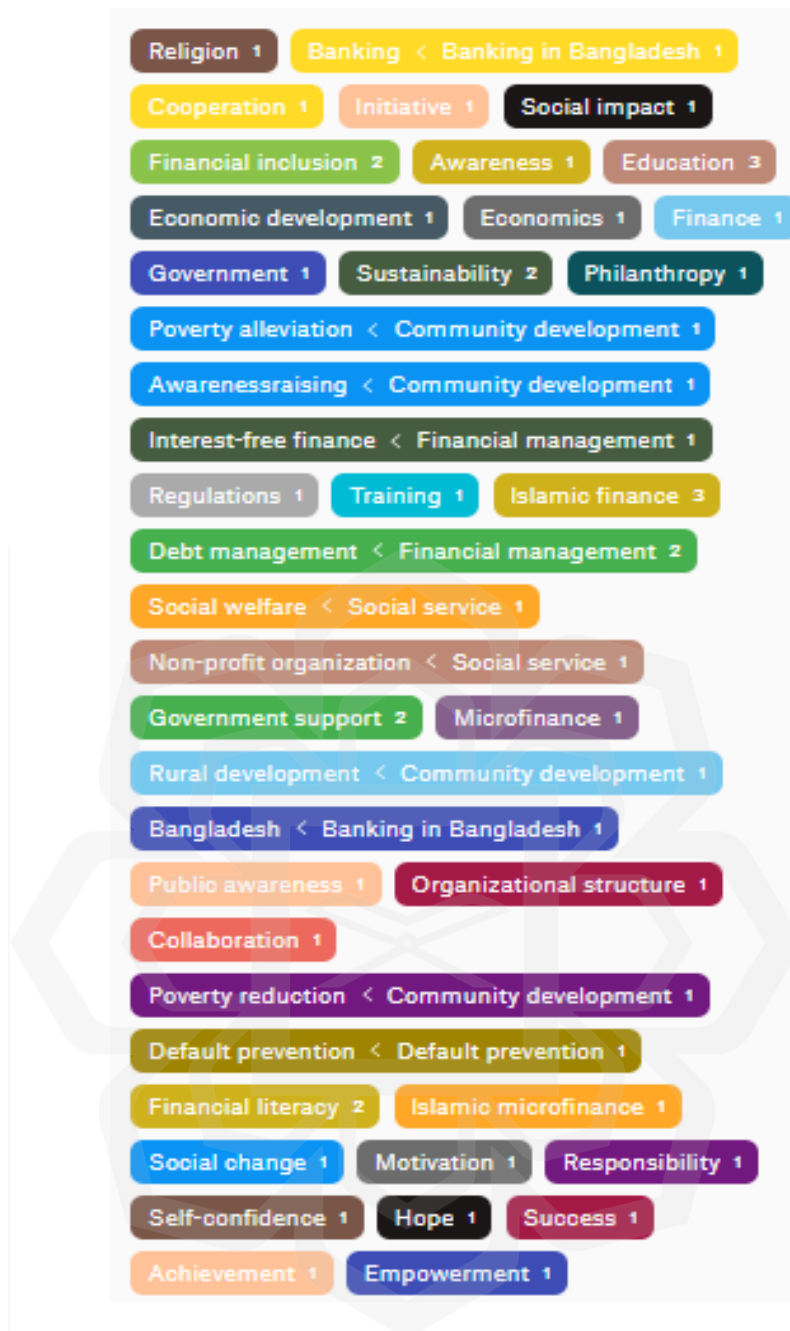 Religion 1 Banking < Banking in Bangladesh 1
Cooperation 1 Initiative 1 Social impact 1
Financial inclusion 2 Awareness 1 Education 3
Economic development 1 Economics 1 Finance 1
Government 1 Sustainability 2 Philanthropy 1
Poverty alleviation < Community development 1
Awarenessraising < Community development 1
Interest-free finance < Financial management 1
Regulations 1 Training 1 Islamic finance 3
Debt management < Financial management 2
Social welfare < Social service 1
Non-profit organization < Social service 1
Government support 2 Microfinance 1
Rural development < Community development 1
Bangladesh < Banking in Bangladesh 1
Public awareness 1 Organizational structure 1
Collaboration 1
Poverty reduction < Community development 1
Default prevention < Default prevention 1
Financial literacy 2 Islamic microfinance 1
Social change 1 Motivation 1 Responsibility 1
Self-confidence 1 Hope 1 Success 1
Achievement 1 Empowerment 1